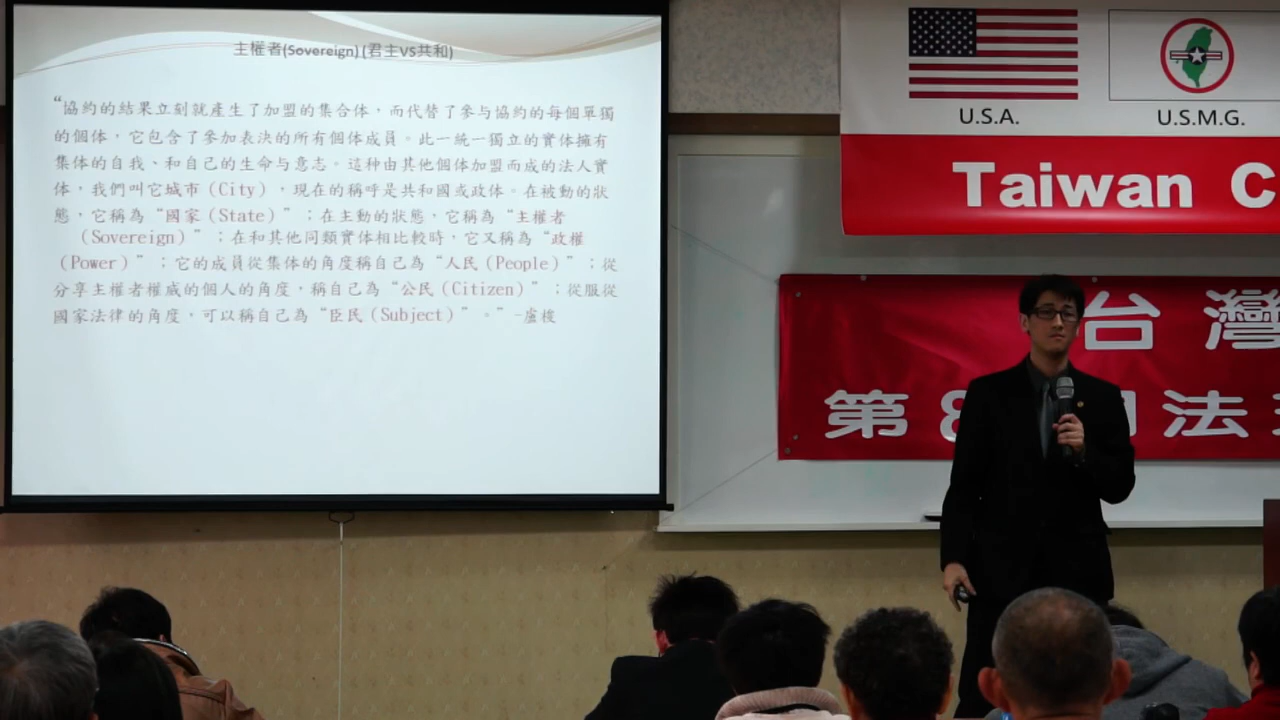 主權者(Sovereign) (君主VS共和)
“協約的結果立刻就產生了加盟的集合体，而代替了參与協約的每個單獨
的個体，它包含了參加表決的所有個体成員。此一統一獨立的實体擁有
集体的自我、和自己的生命与意志。這种由其他個体加盟而成的法人實
体，我們叫它城市（City），現在的稱呼是共和國或政体。在被動的狀
態，它稱為“國家（State）”；在主動的狀態，它稱為“主權者
（Sovereign）”；在和其他同類實体相比較時，它又稱為“政權
（Power）”；它的成員從集体的角度稱自己為“人民（People）”；從
分享主權者權威的個人的角度，稱自己為“公民（Citizen）”；從服從
國家法律的角度，可以稱自己為“臣民（Subject）”。”-盧梭
U.S.A.
U.S.M.G.
Taiwan C
台灣
第8 法